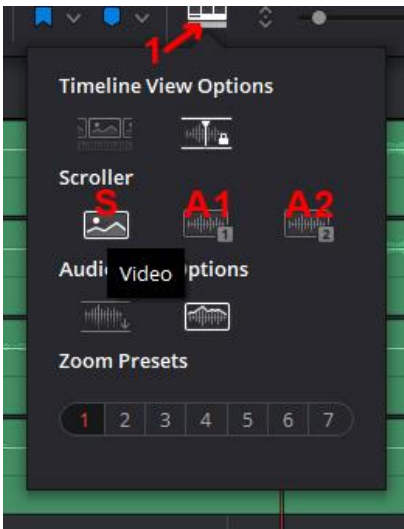 1
Timeline View Options
Scroller
S A1 A2
1 2
Audi Video ptions
Zoom Presets
1 2 3 4 5 6 7